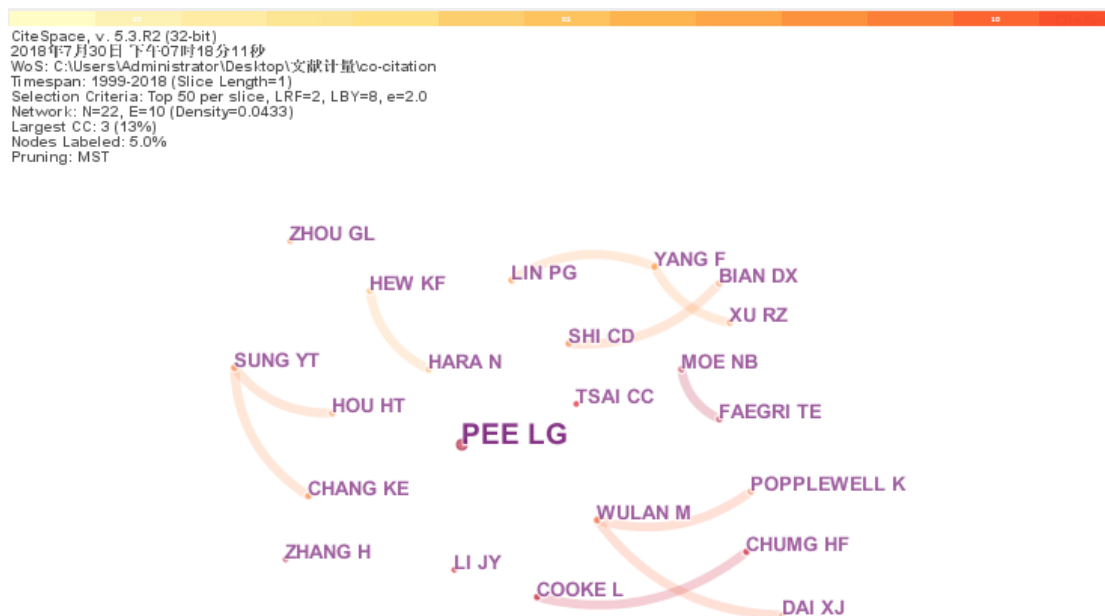 CiteSpace, v. 5.3.R2 (32-bit)
2018年7月30日 下午07时18分11秒
WoS: C:\Users\Administrator\Desktop\文献计量\co-citation
Timespan: 1999-2018 (Slice Length=1)
Selection Criteria: Top 50 per slice, LRF=2, LBY=8, e=2.0
Network: N=22, E=10 (Density=0.0433)
Largest CC: 3 (13%)
Nodes Labeled: 5.0%
Pruning: MST
ZHOU GL
LIN PG
YANG F
HEW KF
BIAN DX
XU RZ
SHI CD
SUNG YT
HARA N
MOE NB
TSAI CC
HOU HT
FAEGRI TE
PEE LG
CHANG KE
POPPLEWELL K
WULAN M
ZHANG H
LI JY
CHUMG HF
COOKE L
DAI XJ